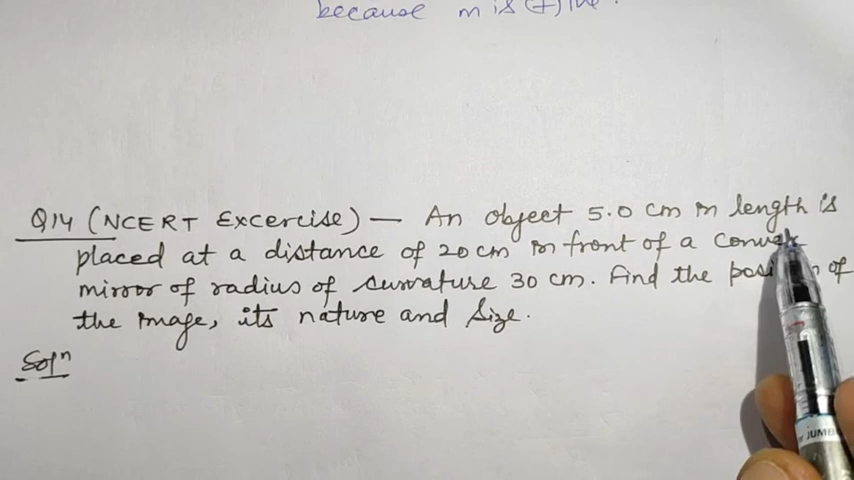 because m is (+)ive.
Q14 (NCERT Excercise) — An object 5.0 cm in length is
placed at a distance of 20 cm in front of a convex
mirror of radius of curvature 30 cm. Find the of
the image, its nature and size.
Solⁿ
JUMBO